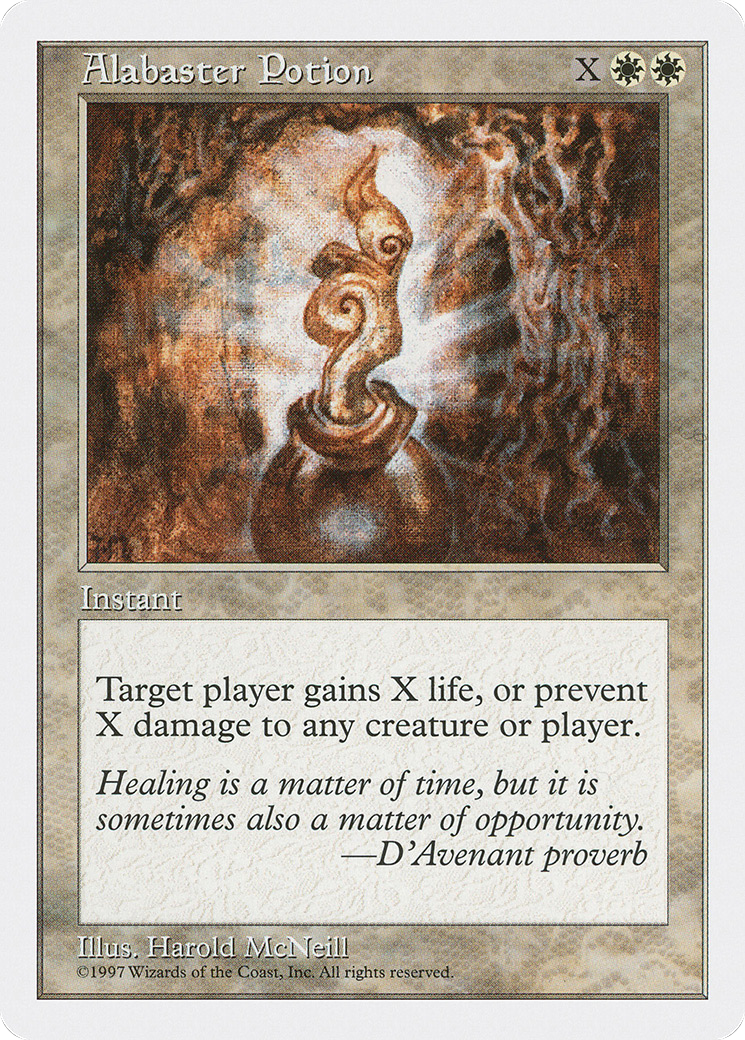 Alabaster Potion X
Instant
Target player gains X life, or prevent
X damage to any creature or player.
Healing is a matter of time, but it is
sometimes also a matter of opportunity.
—D'Avenant proverb
Illus. Harold McNeill
©1997 Wizards of the Coast, Inc. All rights reserved.